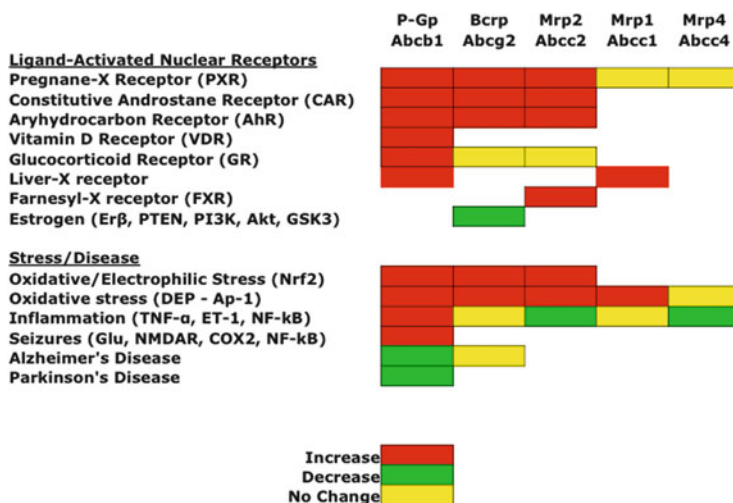 P-Gp Bcrp Mrp2 Mrp1 Mrp4
Abcb1 Abcg2 Abcc2 Abcc1 Abcc4
Ligand-Activated Nuclear Receptors
Pregnane-X Receptor (PXR)
Constitutive Androstane Receptor (CAR)
Aryhydrocarbon Receptor (AhR)
Vitamin D Receptor (VDR)
Glucocorticoid Receptor (GR)
Liver-X receptor
Farnesyl-X receptor (FXR)
Estrogen (Erβ, PTEN, PI3K, Akt, GSK3)
Stress/Disease
Oxidative/Electrophilic Stress (Nrf2)
Oxidative stress (DEP - Ap-1)
Inflammation (TNF-α, ET-1, NF-kB)
Seizures (Glu, NMDAR, COX2, NF-kB)
Alzheimer's Disease
Parkinson's Disease
Increase
Decrease
No Change